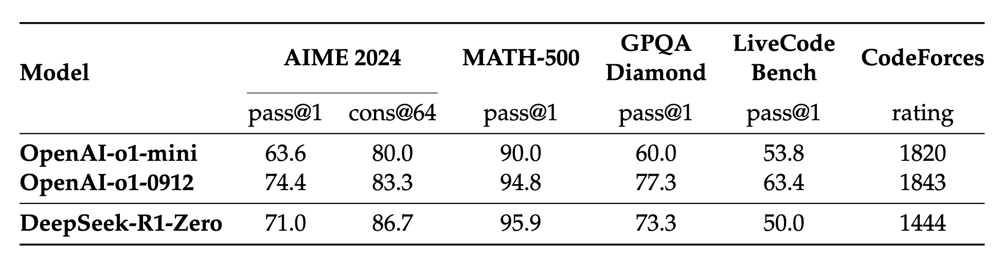 Model AIME 2024 MATH-500 GPQA Diamond LiveCode Bench CodeForces
pass@1 cons@64 pass@1 pass@1 pass@1 rating
OpenAI-o1-mini 63.6 80.0 90.0 60.0 53.8 1820
OpenAI-o1-0912 74.4 83.3 94.8 77.3 63.4 1843
DeepSeek-R1-Zero 71.0 86.7 95.9 73.3 50.0 1444